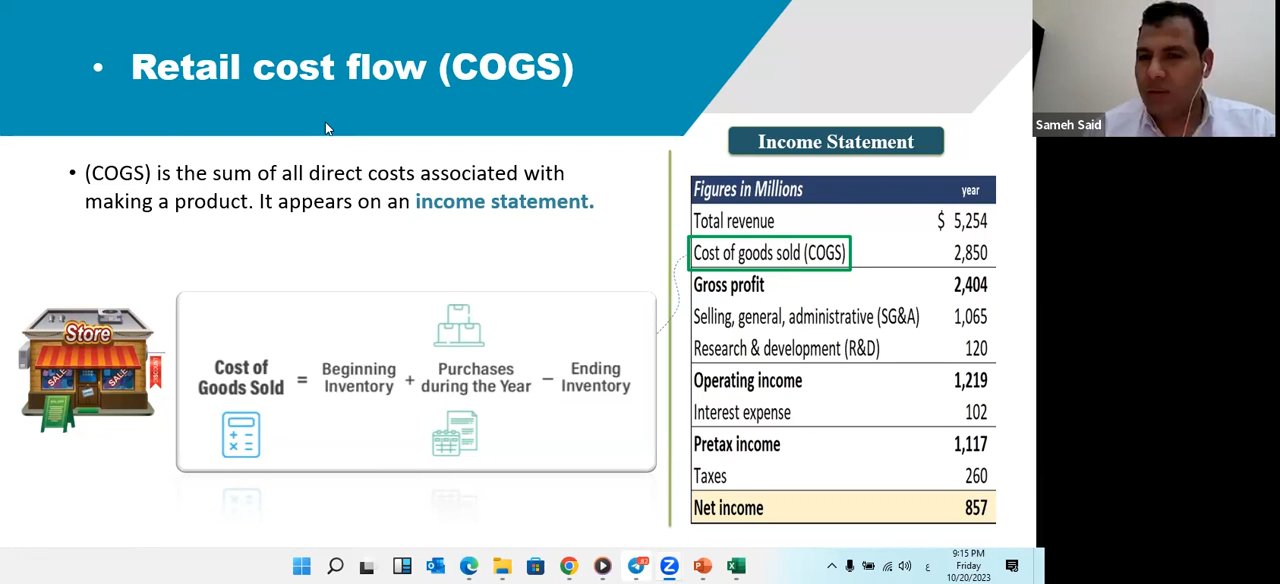 • Retail cost flow (COGS)
Sameh Said
• (COGS) is the sum of all direct costs associated with
making a product. It appears on an income statement.
Store
SALE
SALE
Cost of
Goods Sold
=
Beginning
Inventory
+
Purchases
during the Year
−
Ending
Inventory
Income Statement
Figures in Millions year
Total revenue $ 5,254
Cost of goods sold (COGS) 2,850
Gross profit 2,404
Selling, general, administrative (SG&A) 1,065
Research & development (R&D) 120
Operating income 1,219
Interest expense 102
Pretax income 1,117
Taxes 260
Net income 857
ع
9:15 PM
Friday
10/20/2023